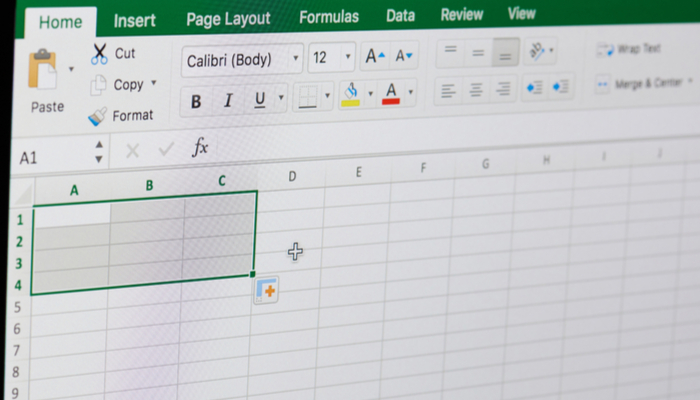 Home Insert Page Layout Formulas Data Review View
Cut
Copy
Format
Paste
Calibri (Body) 12 A A
B I U A
Wrap Text
Merge & Center
A1 fx
A B C D E F G H I J
1
2
3
4
5
6
7
8
9